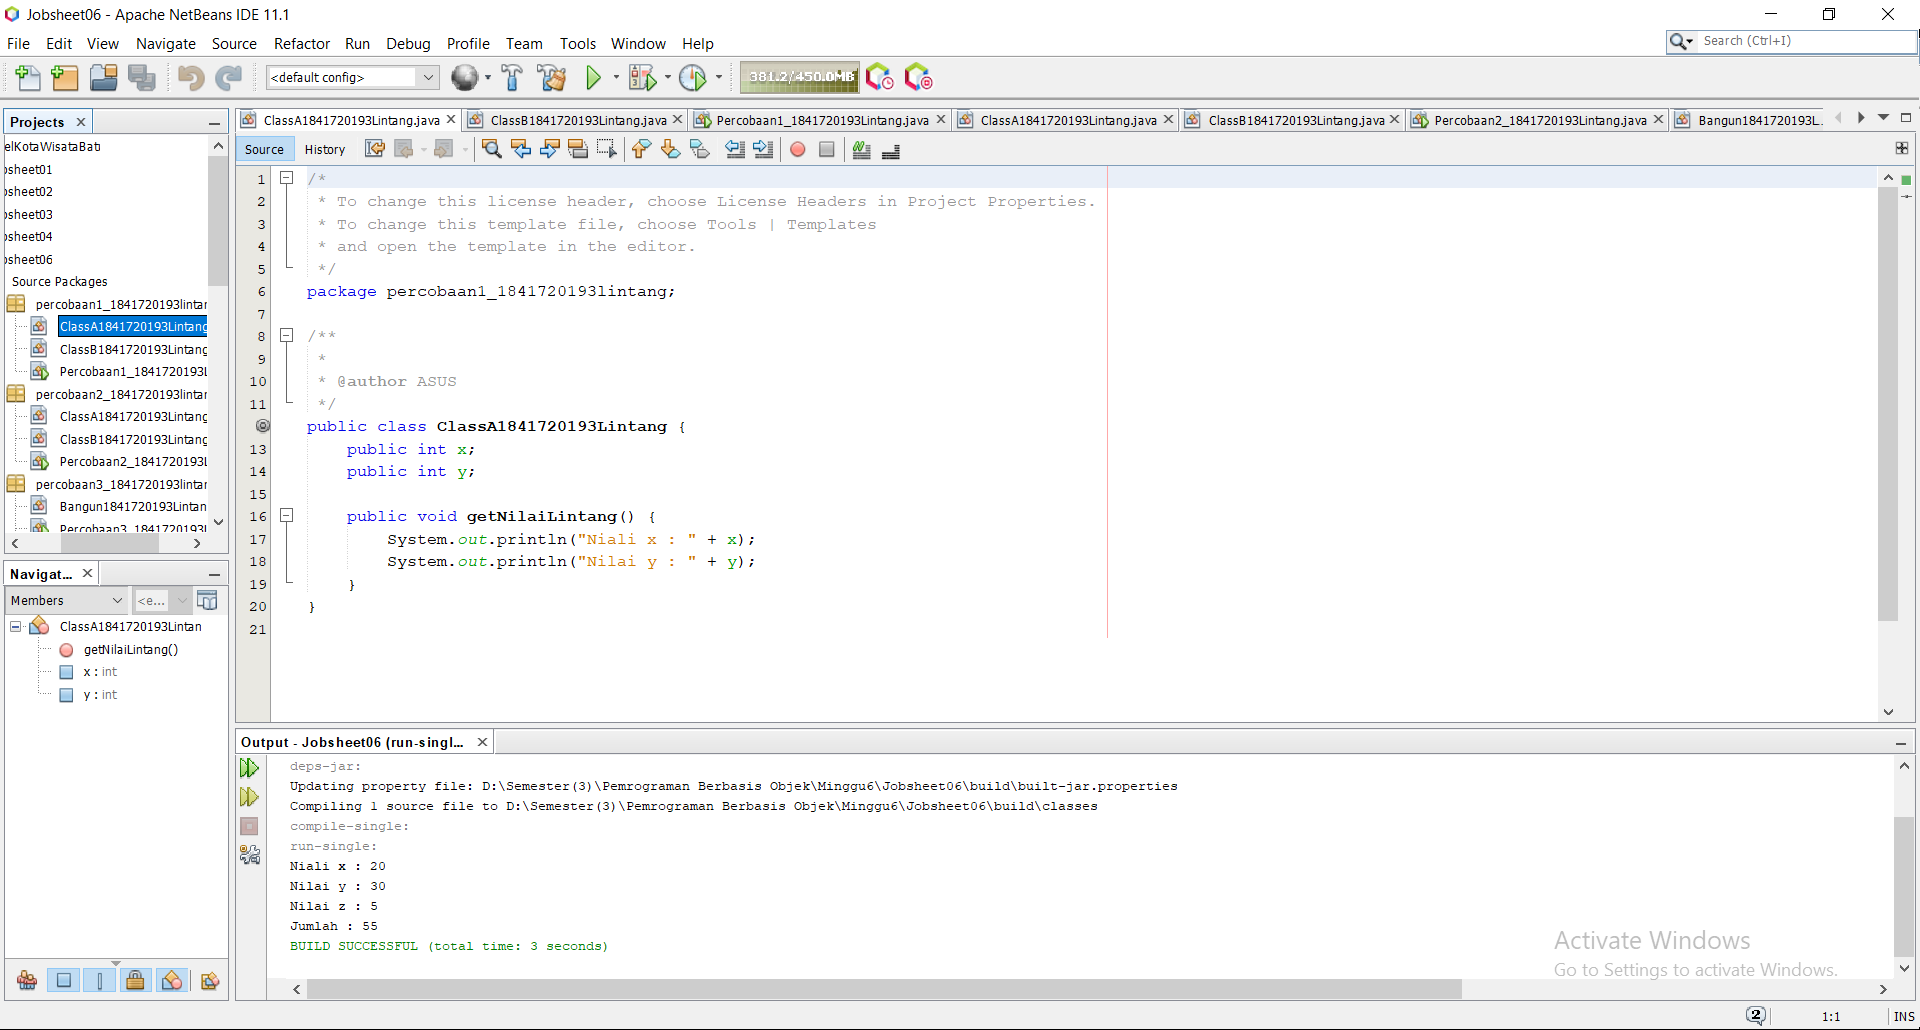 Jobsheet06 - Apache NetBeans IDE 11.1
File Edit View Navigate Source Refactor Run Debug Profile Team Tools Window Help
Search (Ctrl+I)
<default config>
381.2/450.0MB
Projects
elKotaWisataBatu
bsheet01
bsheet02
bsheet03
bsheet04
bsheet06
Source Packages
percobaan1_1841720193lintan
ClassA1841720193Lintang
ClassB1841720193Lintang
Percobaan1_1841720193L
percobaan2_1841720193lintan
ClassA1841720193Lintang
ClassB1841720193Lintang
Percobaan2_1841720193L
percobaan3_1841720193lintan
Bangun1841720193Lintan
Percobaan3_1841720193L
Navigat...
Members
<e...
ClassA1841720193Lintan
getNilaiLintang()
x : int
y : int
ClassA1841720193Lintang.java ClassB1841720193Lintang.java Percobaan1_1841720193Lintang.java ClassA1841720193Lintang.java ClassB1841720193Lintang.java Percobaan2_1841720193Lintang.java Bangun1841720193L
Source History
1 /*
2 * To change this license header, choose License Headers in Project Properties.
3 * To change this template file, choose Tools | Templates
4 * and open the template in the editor.
5 */
6 package percobaan1_1841720193lintang;
7
8 /**
9 *
10 * @author ASUS
11 */
public class ClassA1841720193Lintang {
13 public int x;
14 public int y;
15
16 public void getNilaiLintang() {
17 System.out.println("Niali x : " + x);
18 System.out.println("Nilai y : " + y);
19 }
20 }
21
Output - Jobsheet06 (run-singl...
deps-jar:
Updating property file: D:\Semester(3)\Pemrograman Berbasis Objek\Minggu6\Jobsheet06\build\built-jar.properties
Compiling 1 source file to D:\Semester(3)\Pemrograman Berbasis Objek\Minggu6\Jobsheet06\build\classes
compile-single:
run-single:
Niali x : 20
Nilai y : 30
Nilai z : 5
Jumlah : 55
BUILD SUCCESSFUL (total time: 3 seconds)
Activate Windows
Go to Settings to activate Windows.
2
1:1
INS